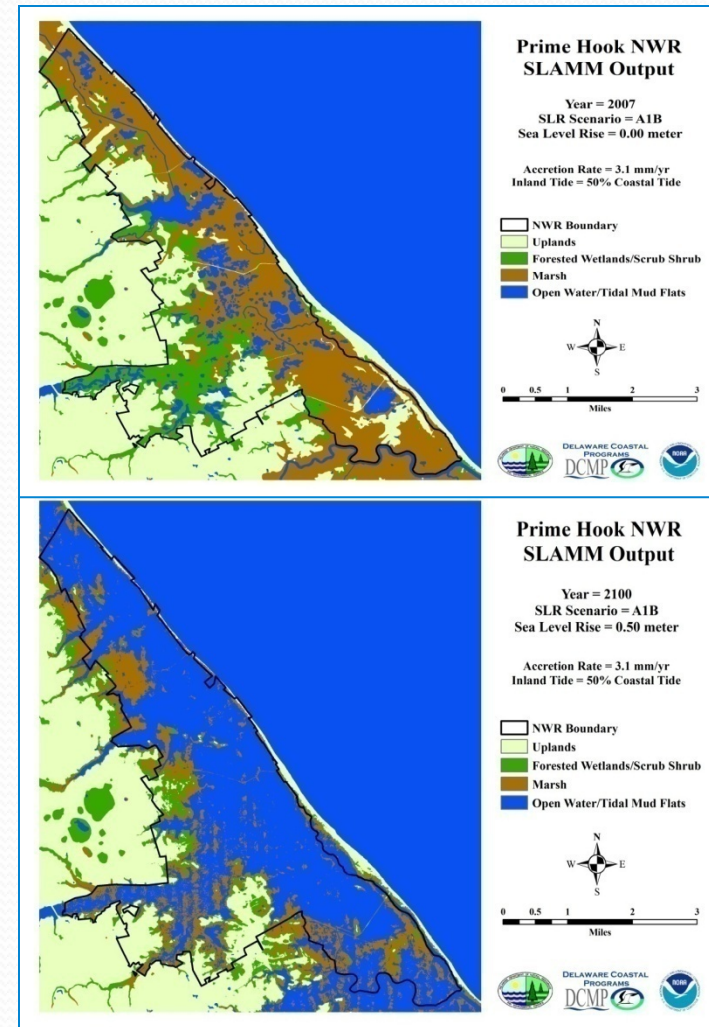 Prime Hook NWR
SLAMM Output
Year = 2007
SLR Scenario = A1B
Sea Level Rise = 0.00 meter
Accretion Rate = 3.1 mm/yr
Inland Tide = 50% Coastal Tide
NWR Boundary
Uplands
Forested Wetlands/Scrub Shrub
Marsh
Open Water/Tidal Mud Flats
N
W E
S
0 0.5 1 2 3
Miles
DELAWARE COASTAL
PROGRAMS
DCMP
NOAA
Prime Hook NWR
SLAMM Output
Year = 2100
SLR Scenario = A1B
Sea Level Rise = 0.50 meter
Accretion Rate = 3.1 mm/yr
Inland Tide = 50% Coastal Tide
NWR Boundary
Uplands
Forested Wetlands/Scrub Shrub
Marsh
Open Water/Tidal Mud Flats
N
W E
S
0 0.5 1 2 3
Miles
DELAWARE COASTAL
PROGRAMS
DCMP
NOAA